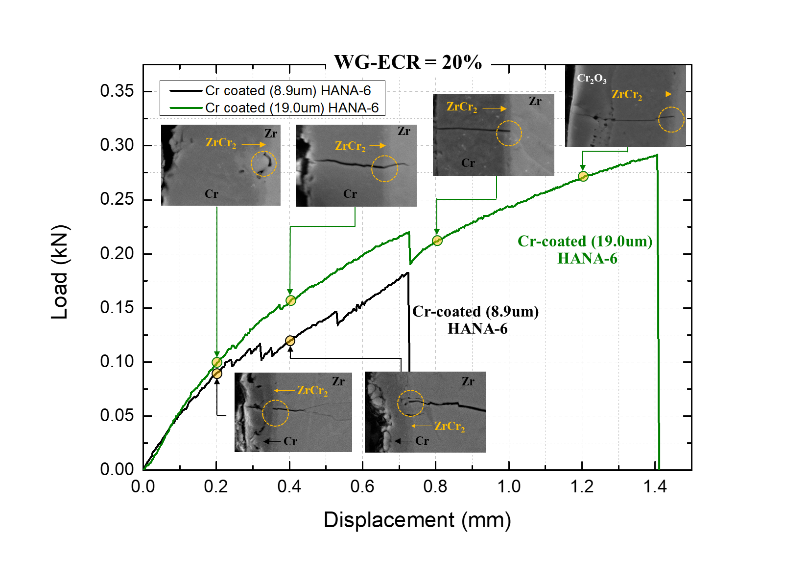 WG-ECR = 20%
Cr coated (8.9um) HANA-6
Cr coated (19.0um) HANA-6
Load (kN)
0.35
0.30
0.25
0.20
0.15
0.10
0.05
0.00
ZrCr2
Zr
Cr
ZrCr2
Zr
Cr
ZrCr2
Zr
Cr
Cr2O3
Zr
ZrCr2
Cr-coated (19.0um)
HANA-6
Cr-coated (8.9um)
HANA-6
Zr
ZrCr2
Cr
Zr
ZrCr2
Cr
0.0 0.2 0.4 0.6 0.8 1.0 1.2 1.4
Displacement (mm)